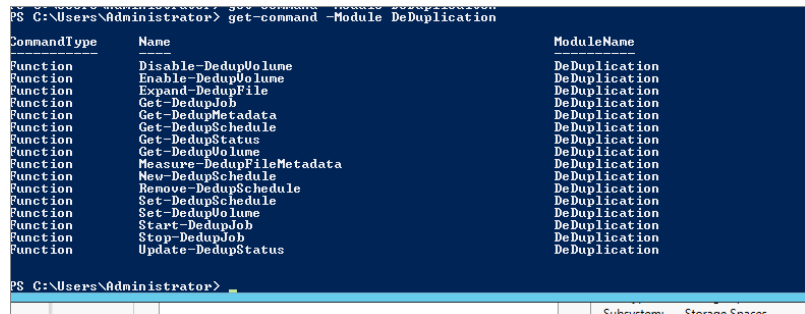 PS C:\Users\Administrator> get-command -Module DeDuplication
CommandType Name ModuleName
----------- ---- ----------
Function Disable-DedupVolume DeDuplication
Function Enable-DedupVolume DeDuplication
Function Expand-DedupFile DeDuplication
Function Get-DedupJob DeDuplication
Function Get-DedupMetadata DeDuplication
Function Get-DedupSchedule DeDuplication
Function Get-DedupStatus DeDuplication
Function Get-DedupVolume DeDuplication
Function Measure-DedupFileMetadata DeDuplication
Function New-DedupSchedule DeDuplication
Function Remove-DedupSchedule DeDuplication
Function Set-DedupSchedule DeDuplication
Function Set-DedupVolume DeDuplication
Function Start-DedupJob DeDuplication
Function Stop-DedupJob DeDuplication
Function Update-DedupStatus DeDuplication
PS C:\Users\Administrator> _
Subsystem: Storage Spaces